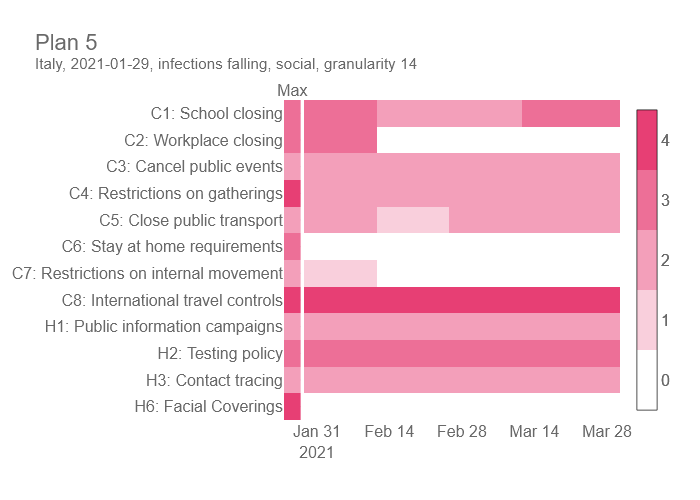 Plan 5
Italy, 2021-01-29, infections falling, social, granularity 14
Max
C1: School closing
C2: Workplace closing
C3: Cancel public events
C4: Restrictions on gatherings
C5: Close public transport
C6: Stay at home requirements
C7: Restrictions on internal movement
C8: International travel controls
H1: Public information campaigns
H2: Testing policy
H3: Contact tracing
H6: Facial Coverings
4
3
2
1
0
Jan 31 Feb 14 Feb 28 Mar 14 Mar 28
2021